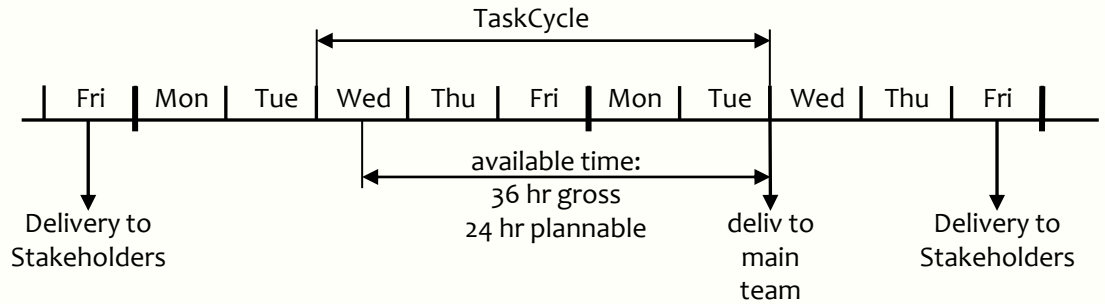 TaskCycle
Fri Mon Tue Wed Thu Fri Mon Tue Wed Thu Fri
available time:
36 hr gross
24 hr plannable
Delivery to
Stakeholders
deliv to
main
team
Delivery to
Stakeholders